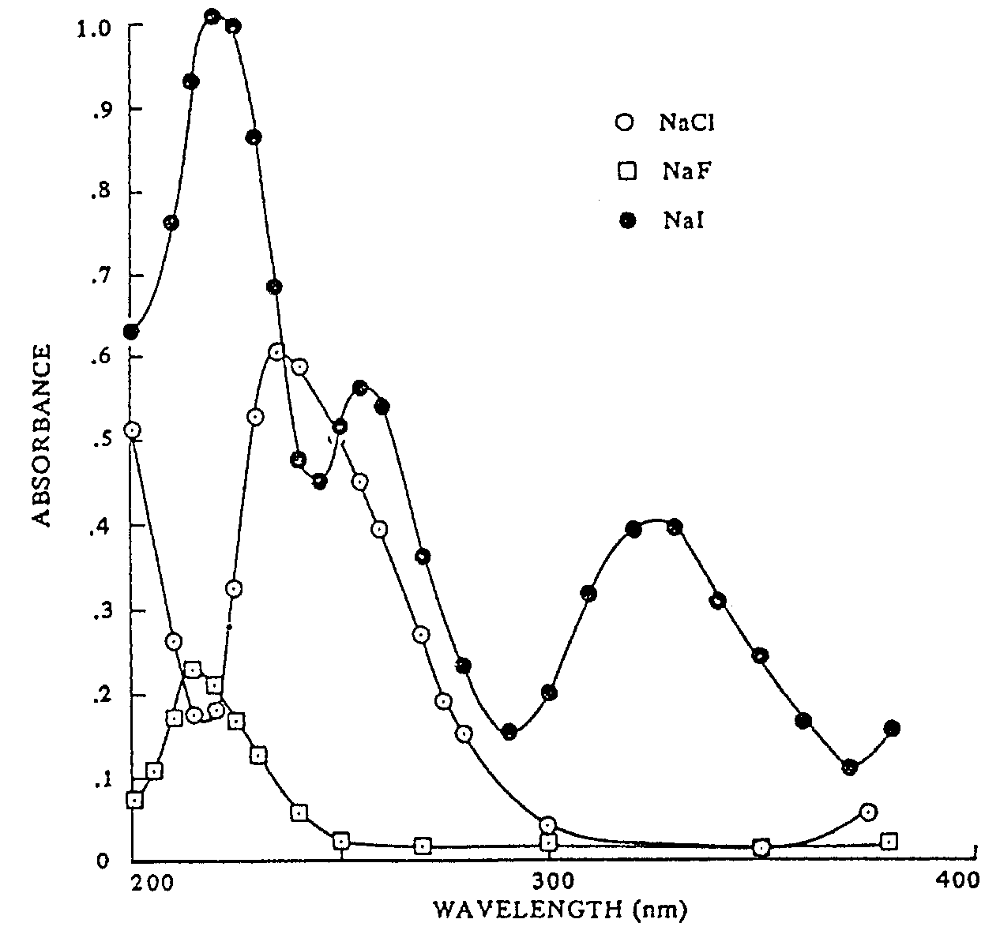 1.0
.9
.8
.7
.6
.5
.4
.3
.2
.1
0
ABSORBANCE
NaCl
NaF
NaI
200
300
400
WAVELENGTH (nm)